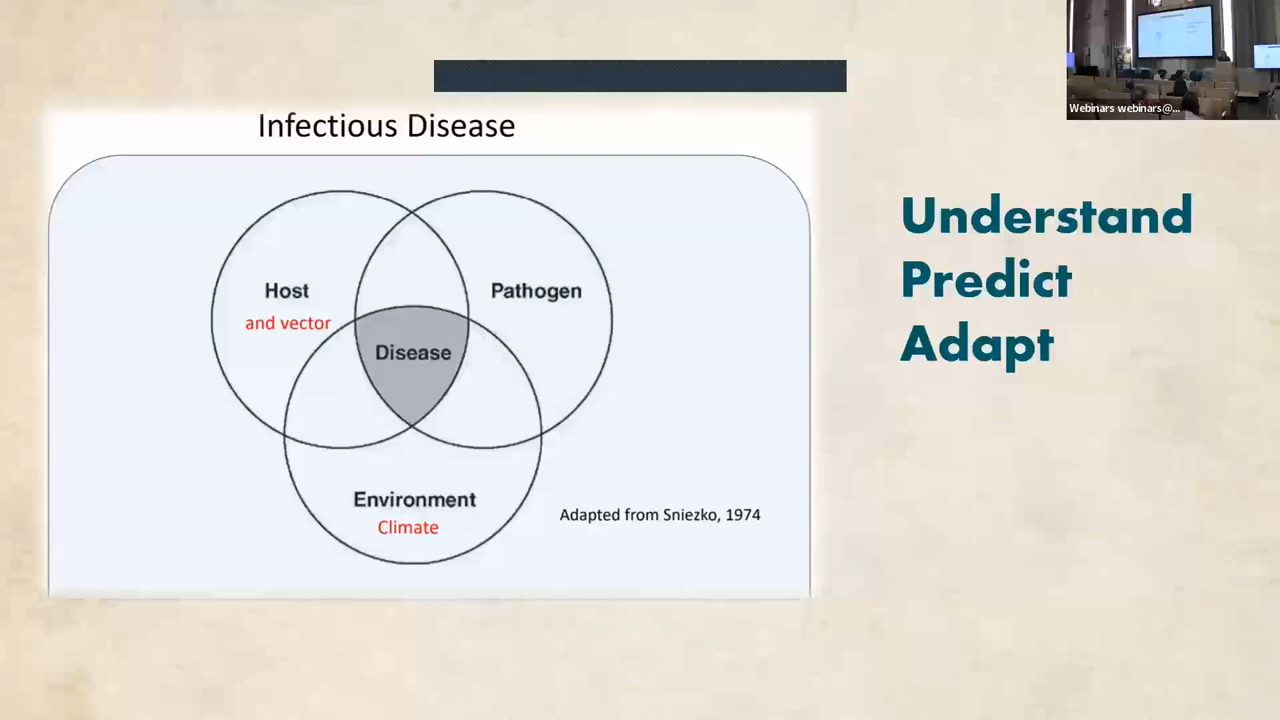 Infectious Disease
Host
and vector
Pathogen
Disease
Environment
Climate
Adapted from Sniezko, 1974
Understand
Predict
Adapt
Webinars webinars@...